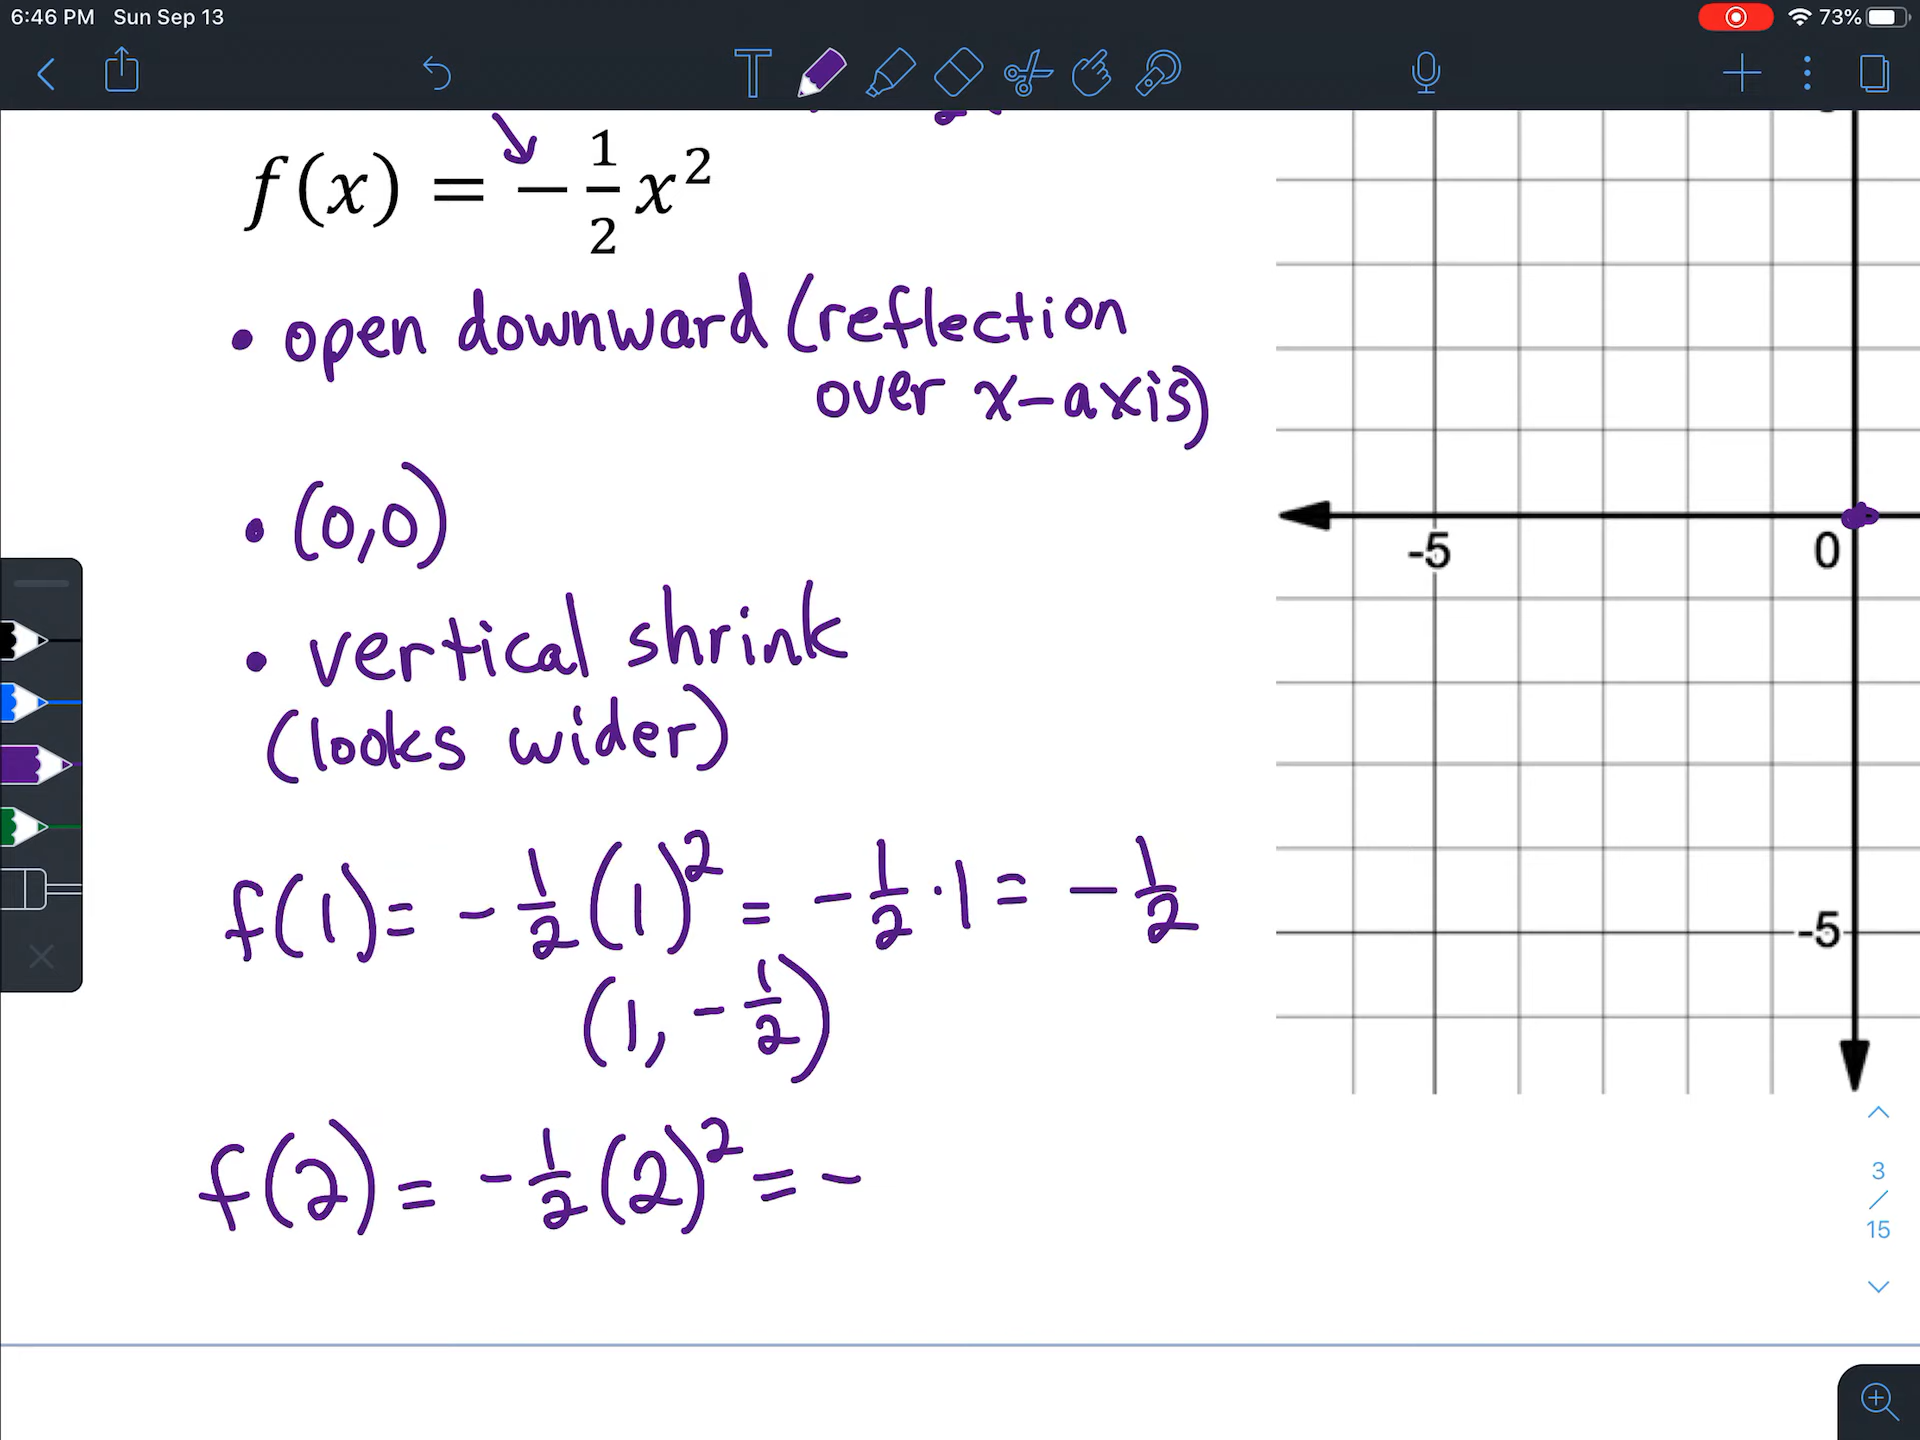 6:46 PM Sun Sep 13
73%
T
f(x) = −1/2 x²
• open downward (reflection
over x-axis)
• (0,0)
• vertical shrink
(looks wider)
f(1) = −1/2 (1)² = −1/2 · 1 = −1/2
(1, −1/2)
f(2) = −1/2 (2)² = −
-5
0
-5
3
/
15